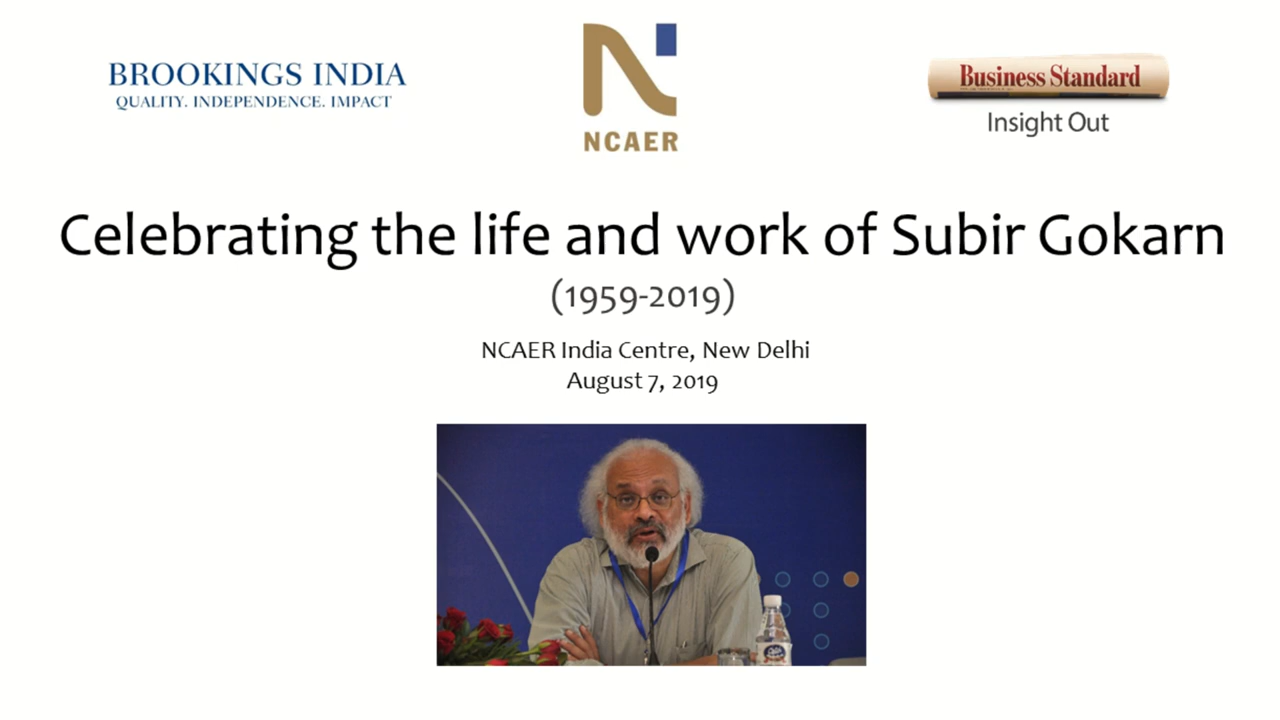 BROOKINGS INDIA
QUALITY. INDEPENDENCE. IMPACT
NCAER
Business Standard
Insight Out
Celebrating the life and work of Subir Gokarn
(1959-2019)
NCAER India Centre, New Delhi
August 7, 2019